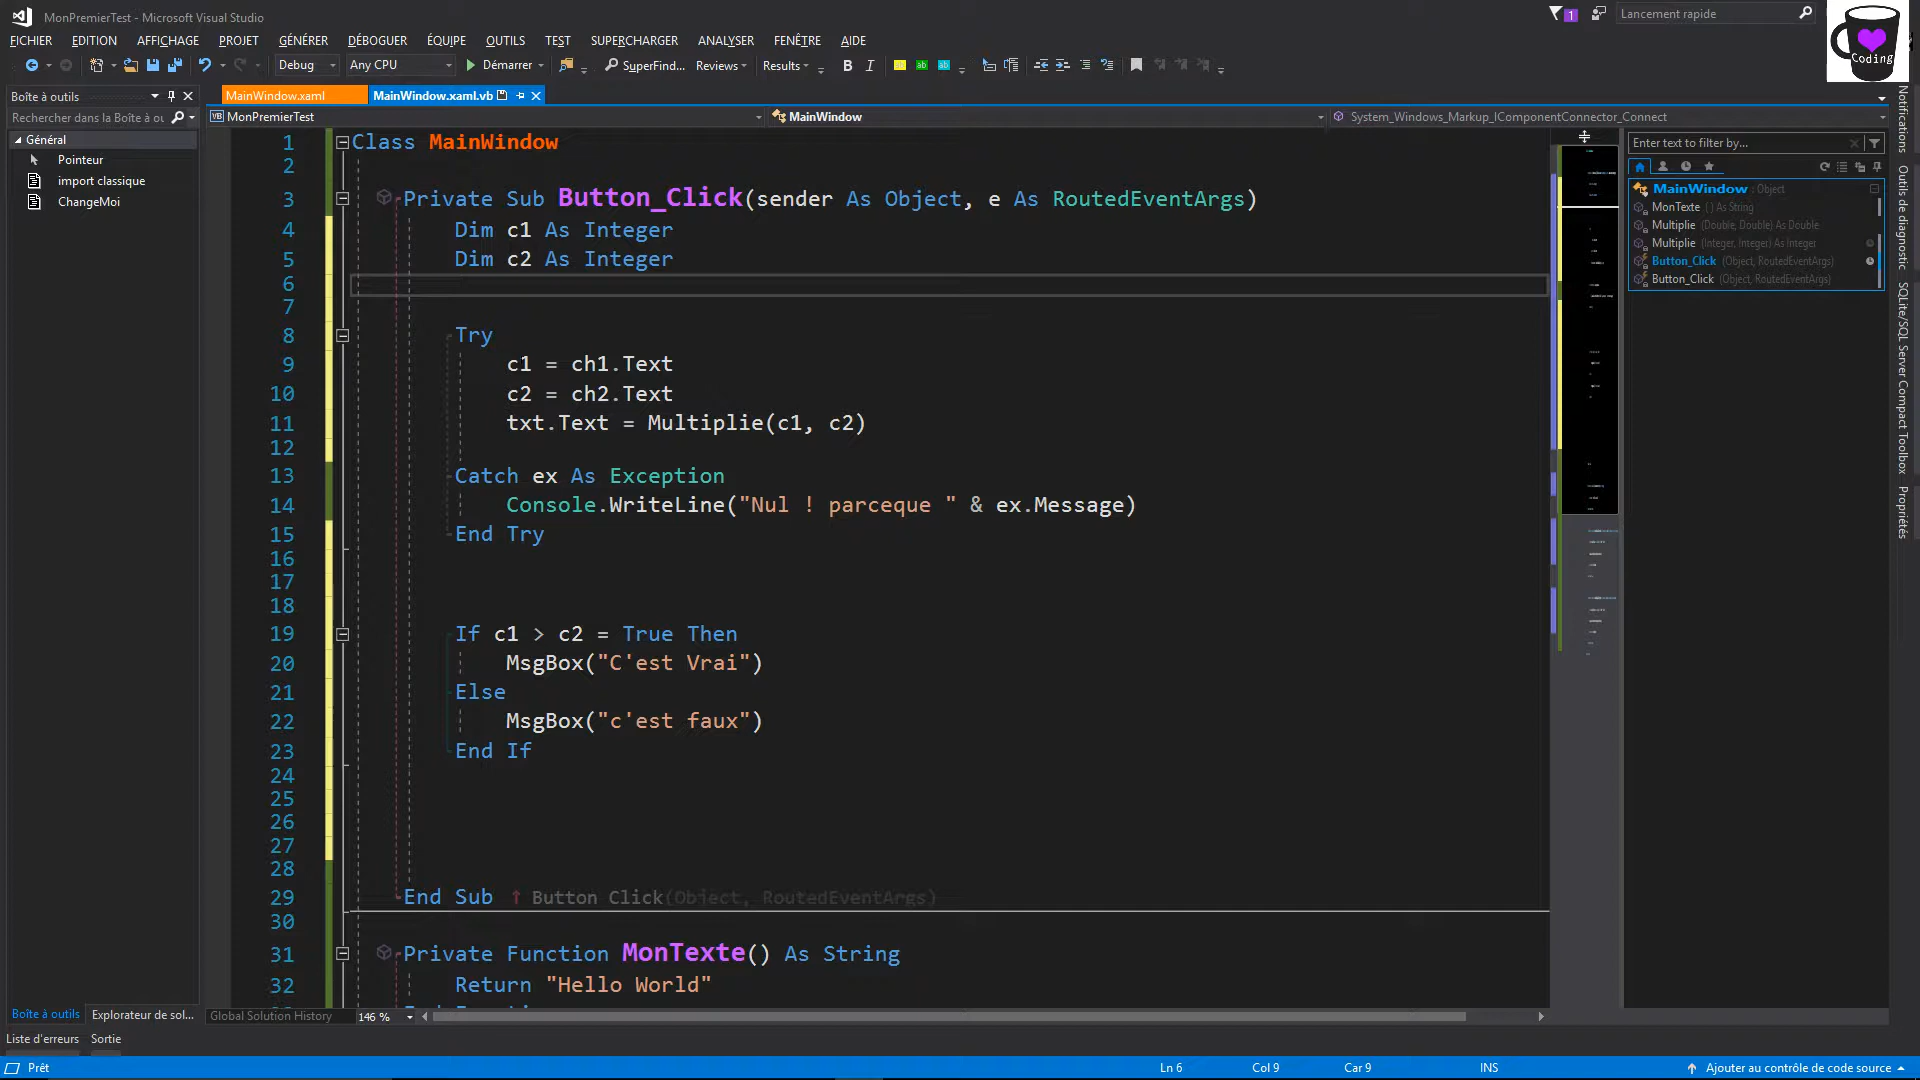 MonPremierTest - Microsoft Visual Studio
1
Lancement rapide
Coding
FICHIER EDITION AFFICHAGE PROJET GÉNÉRER DÉBOGUER ÉQUIPE OUTILS TEST SUPERCHARGER ANALYSER FENÊTRE AIDE
Debug Any CPU Démarrer SuperFind... Reviews Results B I ab ab ab
Boîte à outils
Rechercher dans la Boîte à ou
Général
Pointeur
import classique
ChangeMoi
MainWindow.xaml MainWindow.xaml.vb
VB MonPremierTest MainWindow System_Windows_Markup_IComponentConnector_Connect
1 Class MainWindow
2
3 Private Sub Button_Click(sender As Object, e As RoutedEventArgs)
4 Dim c1 As Integer
5 Dim c2 As Integer
6
7
8 Try
9 c1 = ch1.Text
10 c2 = ch2.Text
11 txt.Text = Multiplie(c1, c2)
12
13 Catch ex As Exception
14 Console.WriteLine("Nul ! parceque " & ex.Message)
15 End Try
16
17
18
19 If c1 > c2 = True Then
20 MsgBox("C'est Vrai")
21 Else
22 MsgBox("c'est faux")
23 End If
24
25
26
27
28
29 End Sub ↑ Button Click(Object, RoutedEventArgs)
30
31 Private Function MonTexte() As String
32 Return "Hello World"
Enter text to filter by...
MainWindow : Object
MonTexte () As String
Multiplie (Double, Double) As Double
Multiplie (Integer, Integer) As Integer
Button_Click (Object, RoutedEventArgs)
Button_Click (Object, RoutedEventArgs)
Notifications
Outils de diagnostic
SQLite/SQL Server Compact Toolbox
Propriétés
Boîte à outils Explorateur de sol...
Global Solution History
146 %
Liste d'erreurs Sortie
Prêt
Ln 6 Col 9 Car 9 INS
Ajouter au contrôle de code source